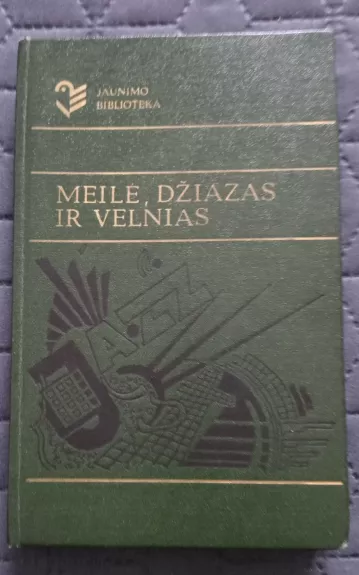 JAUNIMO
BIBLIOTEKA
MEILĖ, DŽIAZAS
IR VELNIAS